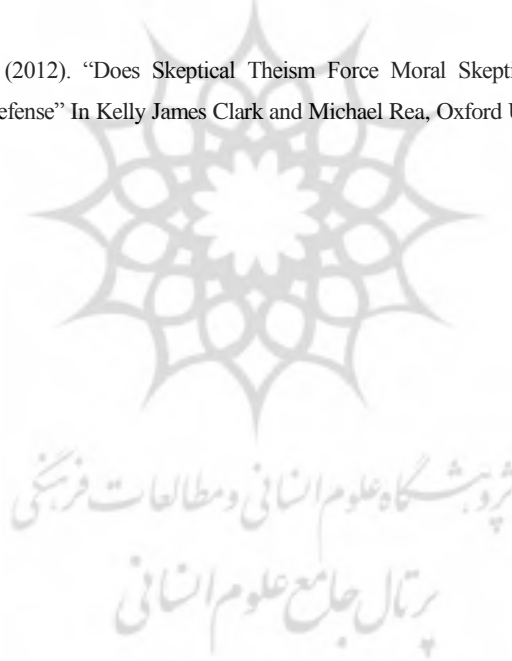 (2012). “Does Skeptical Theism Force Moral Skepti
efense” In Kelly James Clark and Michael Rea, Oxford U
پژوهشگاه علوم انسانی و مطالعات فرهنگی
پرتال جامع علوم انسانی